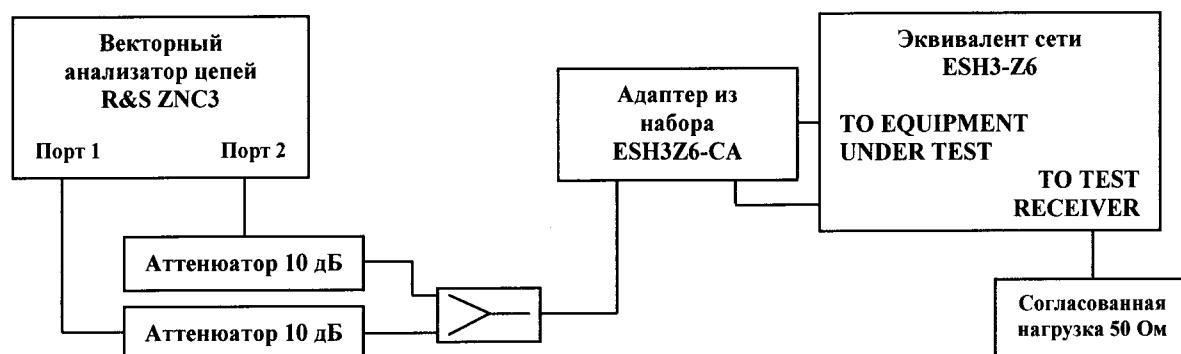 Векторный
анализатор цепей
R&S ZNC3
Порт 1
Порт 2
Аттенюатор 10 дБ
Аттенюатор 10 дБ
Адаптер из
набора
ESH3Z6-CA
Эквивалент сети
ESH3-Z6
TO EQUIPMENT
UNDER TEST
TO TEST
RECEIVER
Согласованная
нагрузка 50 Ом